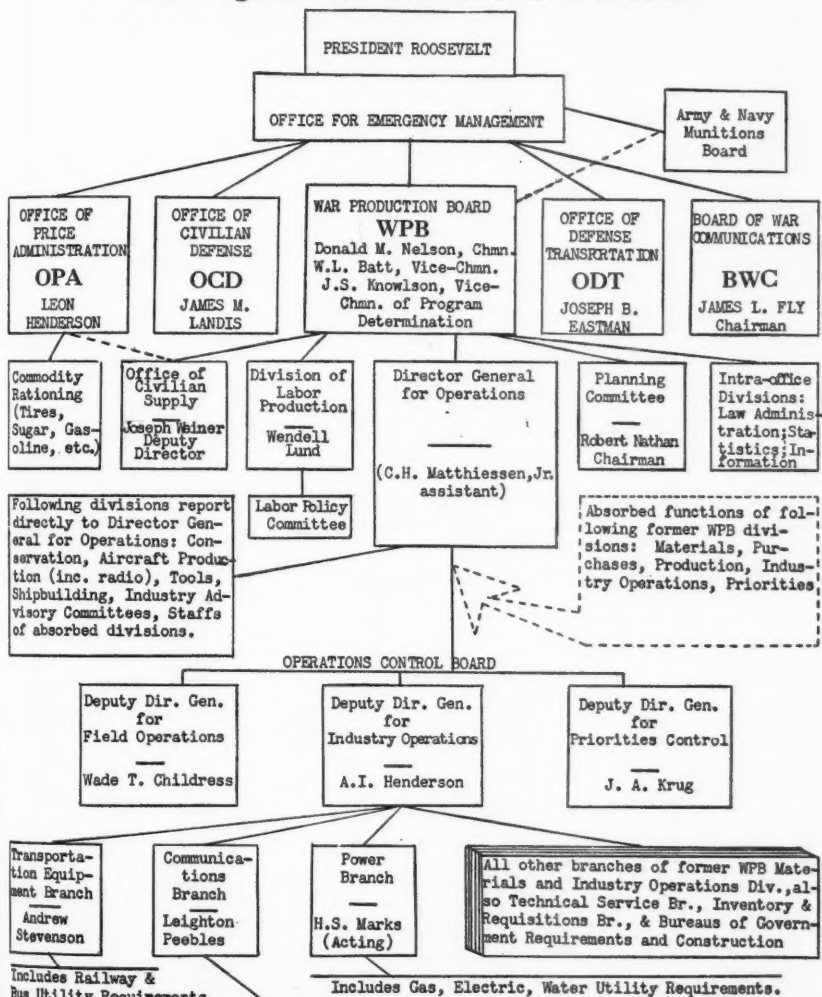 PRESIDENT ROOSEVELT
OFFICE FOR EMERGENCY MANAGEMENT
Army & Navy
Munitions
Board
OFFICE OF
PRICE
ADMINISTRATION
OPA
LEON
HENDERSON
OFFICE OF
CIVILIAN
DEFENSE
OCD
JAMES M.
LANDIS
WAR PRODUCTION BOARD
WPB
Donald M. Nelson, Chmn.
W.L. Batt, Vice-Chmn.
J.S. Knowlson, Vice-
Chmn. of Program
Determination
OFFICE OF
DEFENSE
TRANSPORTATION
ODT
JOSEPH B.
EASTMAN
BOARD OF WAR
COMMUNICATIONS
BWC
JAMES L. FLY
Chairman
Commodity
Rationing
(Tires,
Sugar, Gas-
oline, etc.)
Office of
Civilian
Supply
Joseph Weiner
Deputy
Director
Division of
Labor
Production
Wendell
Lund
Labor Policy
Committee
Director General
for Operations
(C.H. Matthiessen, Jr.
assistant)
Planning
Committee
Robert Nathan
Chairman
Intra-office
Divisions:
Law Adminis-
tration; Sta-
tistics; In-
formation
Following divisions report
directly to Director Gen-
eral for Operations: Con-
servation, Aircraft Produc-
tion (inc. radio), Tools,
Shipbuilding, Industry Ad-
visory Committees, Staffs
of absorbed divisions.
Absorbed functions of fol-
lowing former WPB divi-
sions: Materials, Pur-
chases, Production, Indus-
try Operations, Priorities
OPERATIONS CONTROL BOARD
Deputy Dir. Gen.
for
Field Operations
Wade T. Childress
Deputy Dir. Gen.
for
Industry Operations
A.I. Henderson
Deputy Dir. Gen.
for
Priorities Control
J. A. Krug
Transporta-
tion Equip-
ment Branch
Andrew
Stevenson
Communica-
tions
Branch
Leighton
Peebles
Power
Branch
H.S. Marks
(Acting)
All other branches of former WPB Mate-
rials and Industry Operations Div., al-
so Technical Service Br., Inventory &
Requisitions Br., & Bureaus of Govern-
ment Requirements and Construction
Includes Railway &
Bus Utility Requirements
Includes Gas, Electric, Water Utility Requirements.